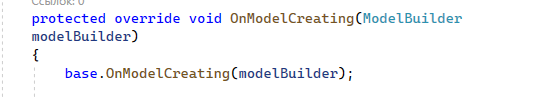 Ссылок: 0
protected override void OnModelCreating(ModelBuilder
modelBuilder)
{
base.OnModelCreating(modelBuilder);